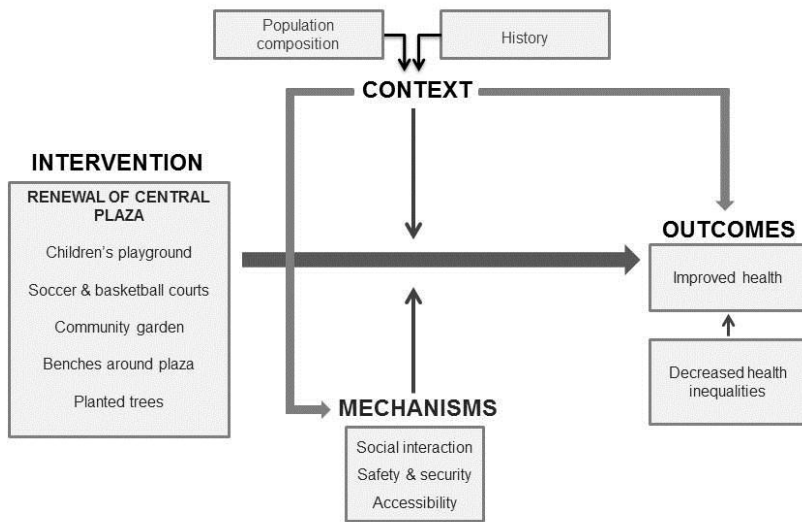 Population
composition
History
CONTEXT
INTERVENTION
RENEWAL OF CENTRAL
PLAZA
Children's playground
Soccer & basketball courts
Community garden
Benches around plaza
Planted trees
OUTCOMES
Improved health
Decreased health
inequalities
MECHANISMS
Social interaction
Safety & security
Accessibility